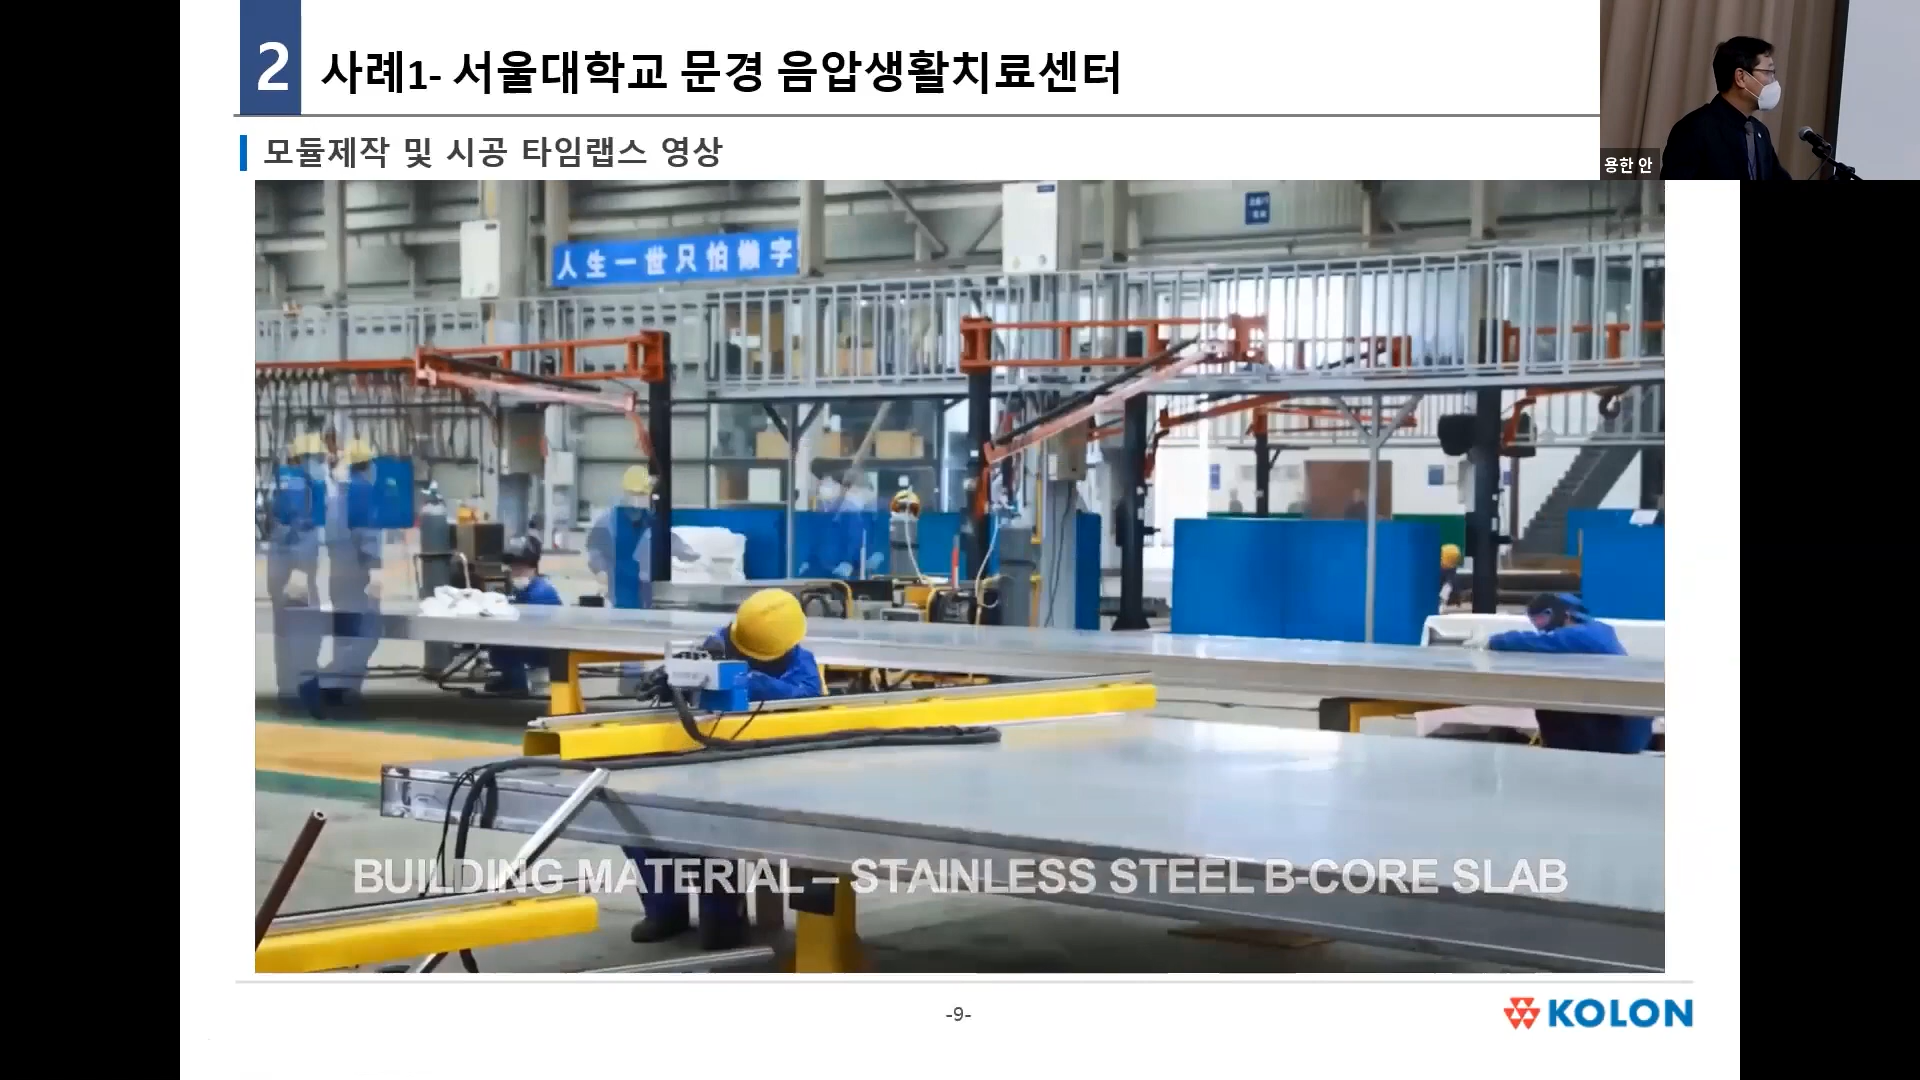 2
사례1- 서울대학교 문경 음압생활치료센터
용한 안
모듈제작 및 시공 타임랩스 영상
人生一世只怕懒字
BUILDING MATERIAL – STAINLESS STEEL B-CORE SLAB
-9-
KOLON